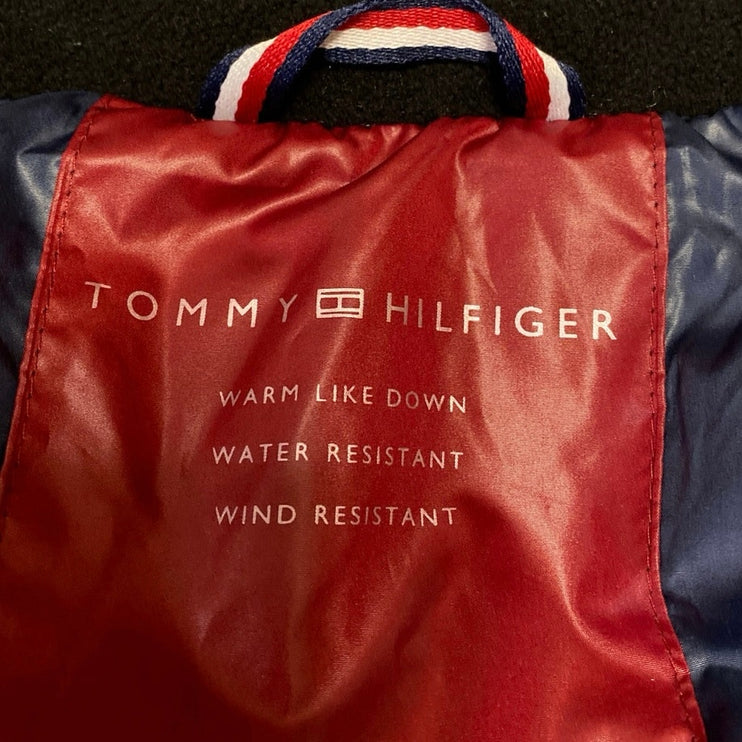 TOMMY HILFIGER
WARM LIKE DOWN
WATER RESISTANT
WIND RESISTANT